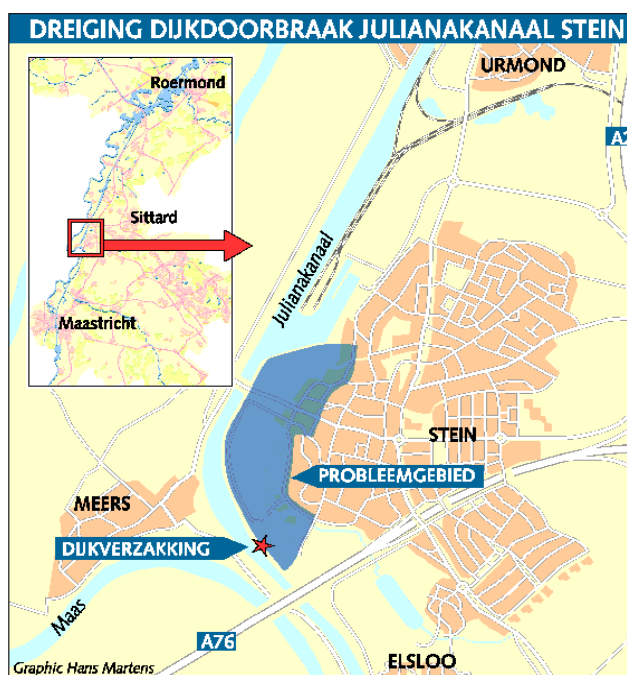 DREIGING DIJKDOORBRAAK JULIANAKANAAL STEIN
Roermond
Sittard
Maastricht
URMOND
A2
Julianakanaal
STEIN
PROBLEEMGEBIED
MEERS
DIJKVERZAKKING
Maas
A76
ELSLOO
Graphic Hans Martens